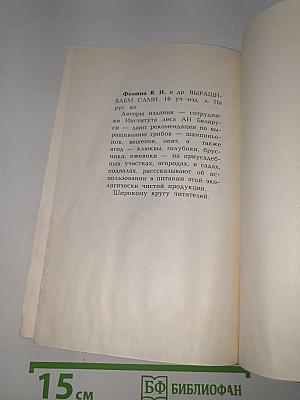 Фомина В. И. и др. ВЫРАЩИ-
ВАЕМ САМИ. 16 уч.-изд. л. На
рус. яз.
Авторы издания — сотрудни-
ки Института леса АН Белару-
си — дают рекомендации по вы-
ращиванию грибов — шампиньо-
нов, вешенок, опят, а также
ягод — клюквы, голубики, брус-
ники, ежевики — на приусадеб-
ных участках, огородах, в садах,
подвалах, рассказывают об ис-
пользовании в питании этой эко-
логически чистой продукции.
Широкому кругу читателей.
15 см
БФ БИБЛИОФАН